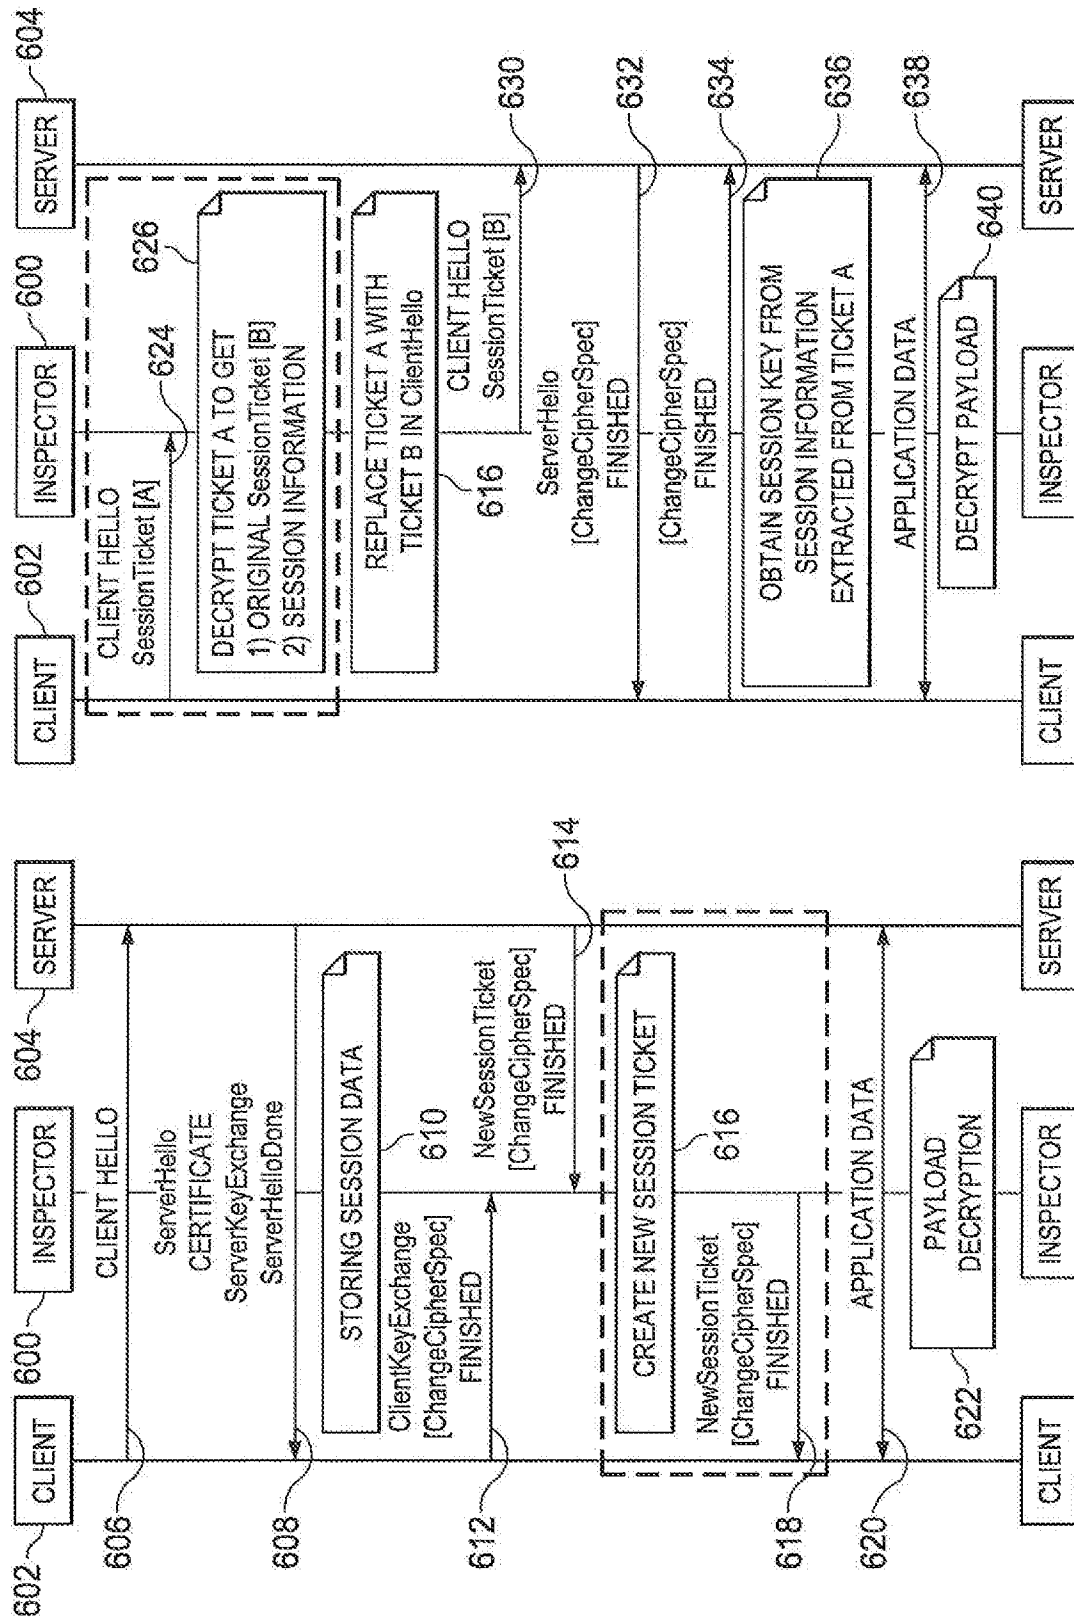 602
CLIENT
600
INSPECTOR
604
SERVER
606
CLIENT HELLO
ServerHello
CERTIFICATE
ServerKeyExchange
ServerHelloDone
608
STORING SESSION DATA
610
ClientKeyExchange
[ChangeCipherSpec]
FINISHED
612
NewSessionTicket
[ChangeCipherSpec]
FINISHED
614
CREATE NEW SESSION TICKET
616
NewSessionTicket
[ChangeCipherSpec]
FINISHED
618
APPLICATION DATA
620
PAYLOAD
DECRYPTION
622
CLIENT
INSPECTOR
SERVER
602
CLIENT
600
INSPECTOR
604
SERVER
CLIENT HELLO
SessionTicket [A]
624
626
DECRYPT TICKET A TO GET
1) ORIGINAL SessionTicket [B]
2) SESSION INFORMATION
REPLACE TICKET A WITH
TICKET B IN ClientHello
616
CLIENT HELLO
SessionTicket [B]
630
ServerHello
[ChangeCipherSpec]
FINISHED
632
[ChangeCipherSpec]
FINISHED
634
OBTAIN SESSION KEY FROM
SESSION INFORMATION
EXTRACTED FROM TICKET A
636
APPLICATION DATA
638
DECRYPT PAYLOAD
640
CLIENT
INSPECTOR
SERVER